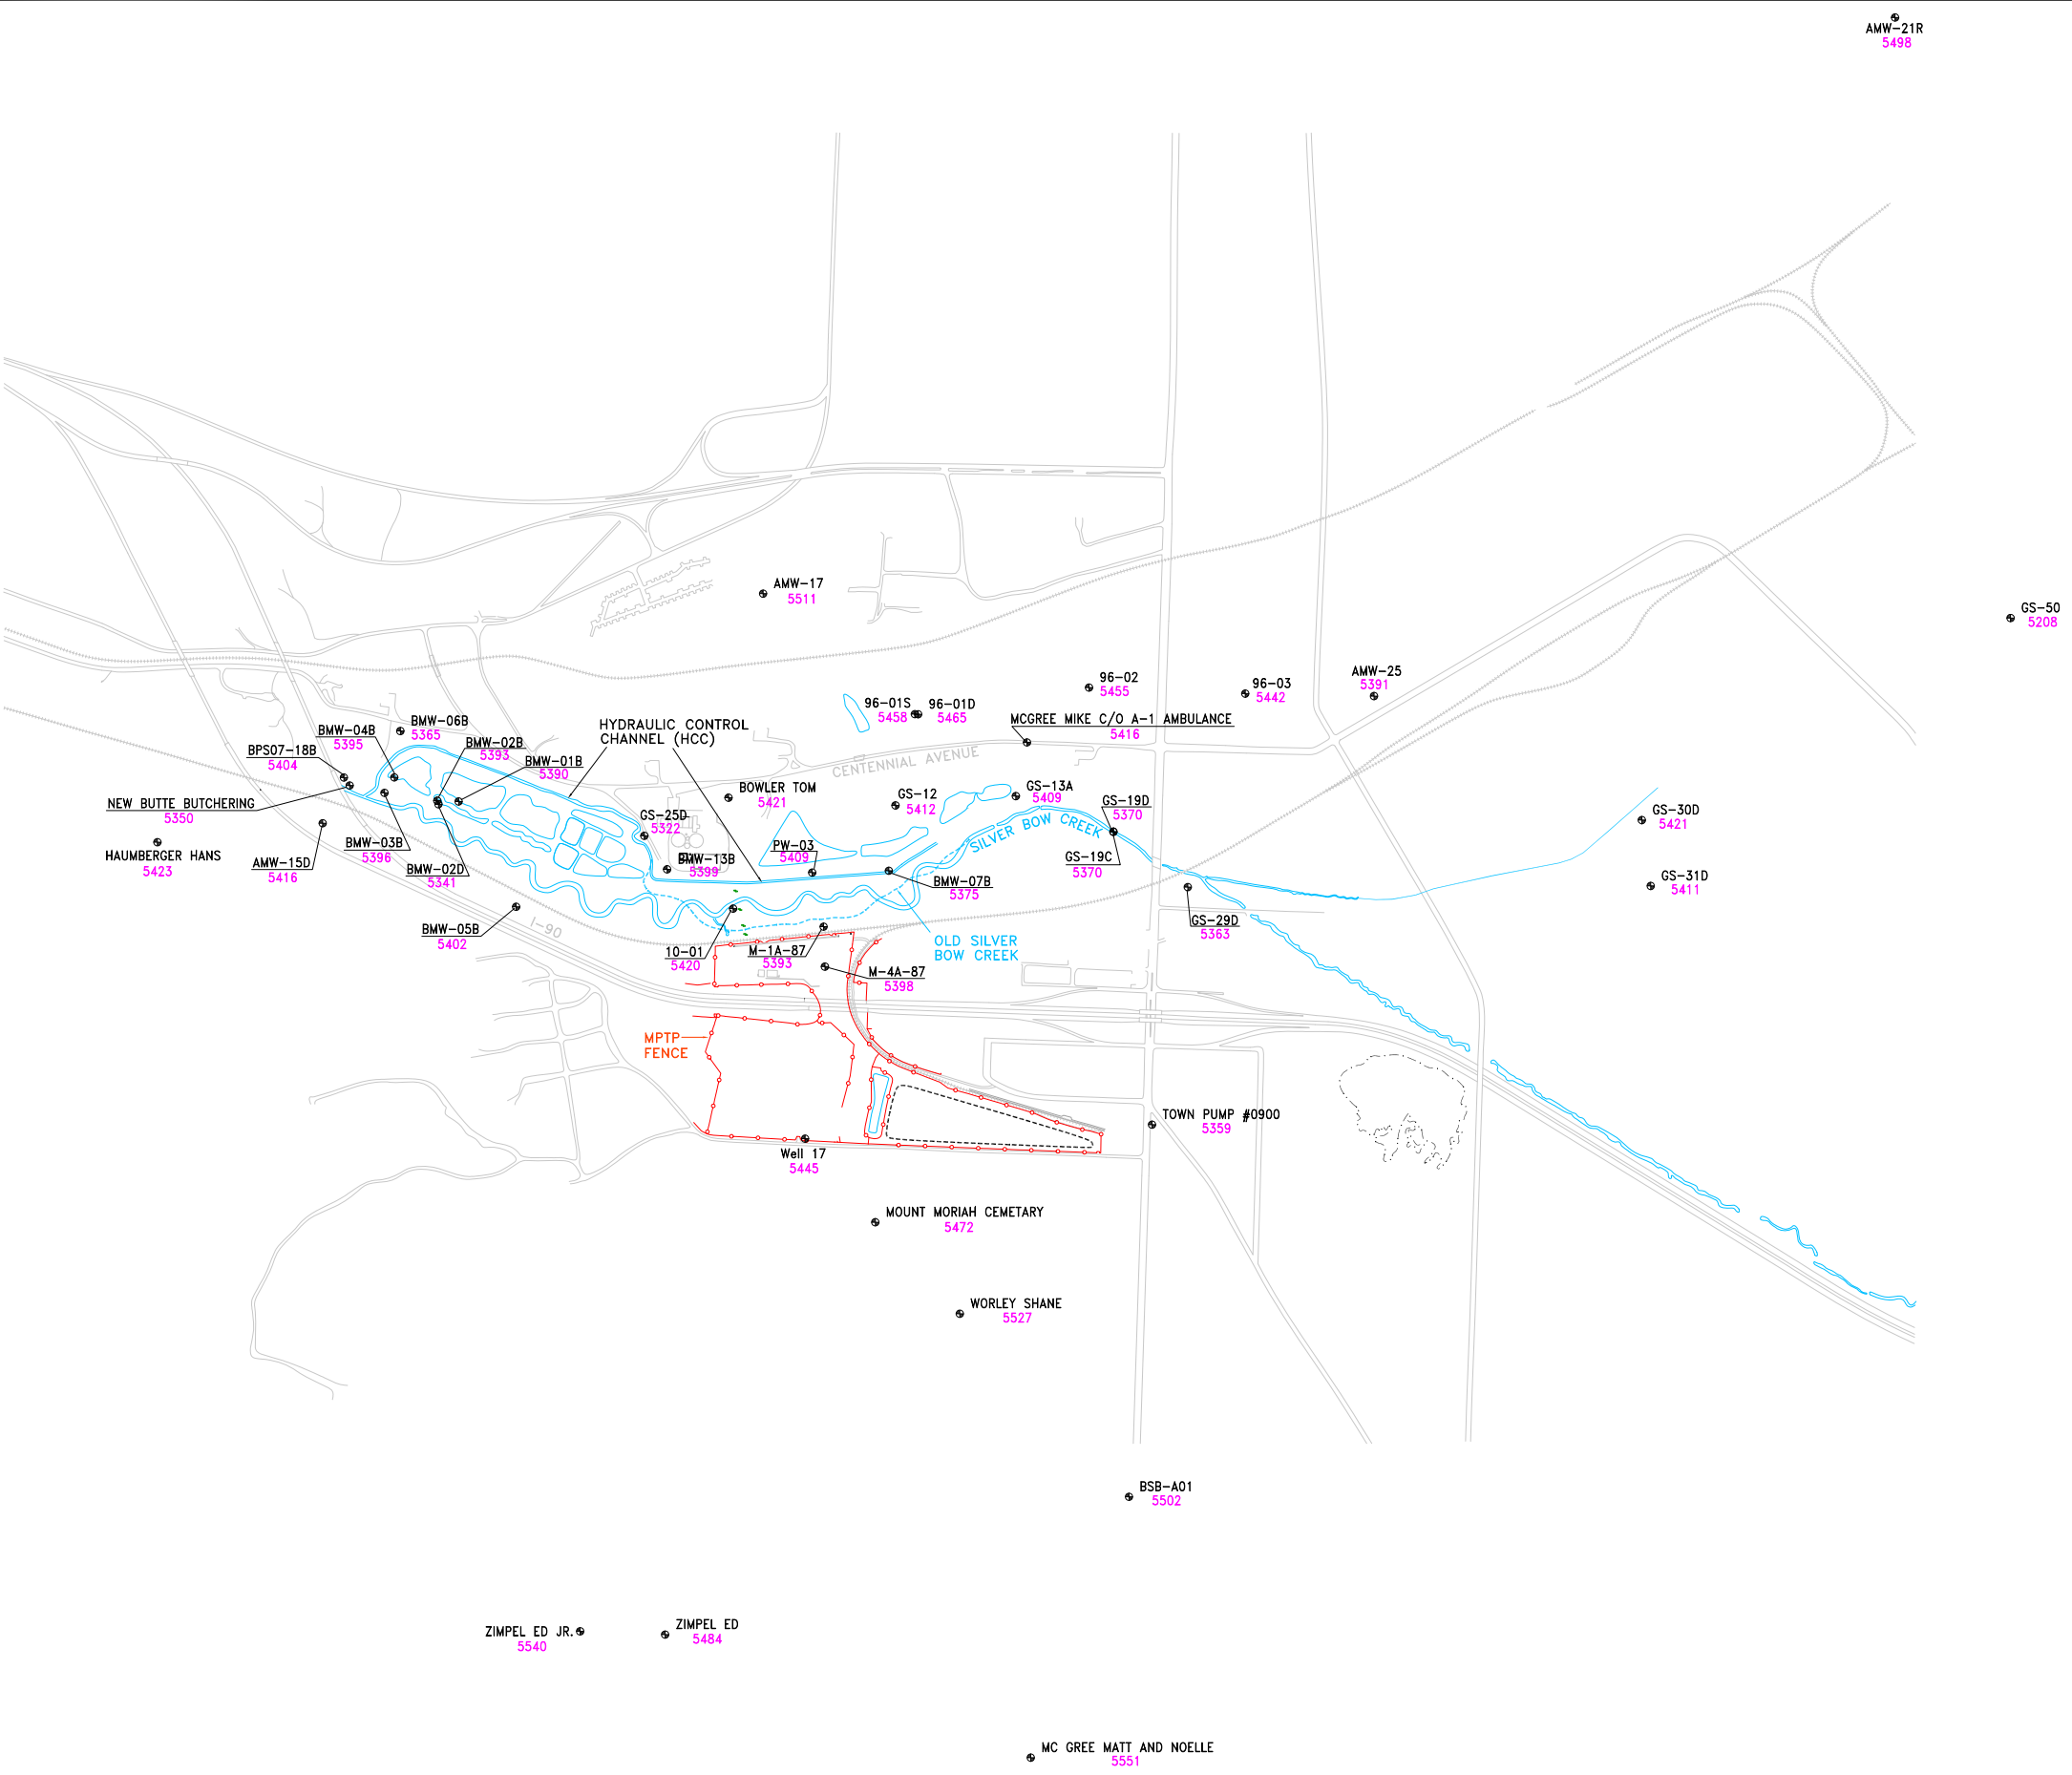 AMW-21R
5498
AMW-17
5511
GS-50
5208
AMW-25
5391
96-02
5455
96-03
5442
96-01S
5458
96-01D
5465
MCGREE MIKE C/O A-1 AMBULANCE
5416
HYDRAULIC CONTROL
CHANNEL (HCC)
CENTENNIAL AVENUE
BMW-06B
5365
BMW-04B
5395
BMW-02B
5393
BPS07-18B
5404
BMW-01B
5390
NEW BUTTE BUTCHERING
5350
BOWLER TOM
5421
GS-12
5412
GS-13A
5409
GS-19D
5370
GS-25D
5322
SILVER BOW CREEK
GS-30D
5421
HAUMBERGER HANS
5423
AMW-15D
5416
BMW-03B
5396
BMW-02D
5341
BMW-13B
5399
PW-03
5409
GS-19C
5370
BMW-07B
5375
GS-31D
5411
GS-29D
5363
BMW-05B
5402
I-90
10-01
5420
M-1A-87
5393
OLD SILVER
BOW CREEK
M-4A-87
5398
MPTP
FENCE
TOWN PUMP #0900
5359
Well 17
5445
MOUNT MORIAH CEMETARY
5472
WORLEY SHANE
5527
BSB-A01
5502
ZIMPEL ED JR.
5540
ZIMPEL ED
5484
MC GREE MATT AND NOELLE
5551